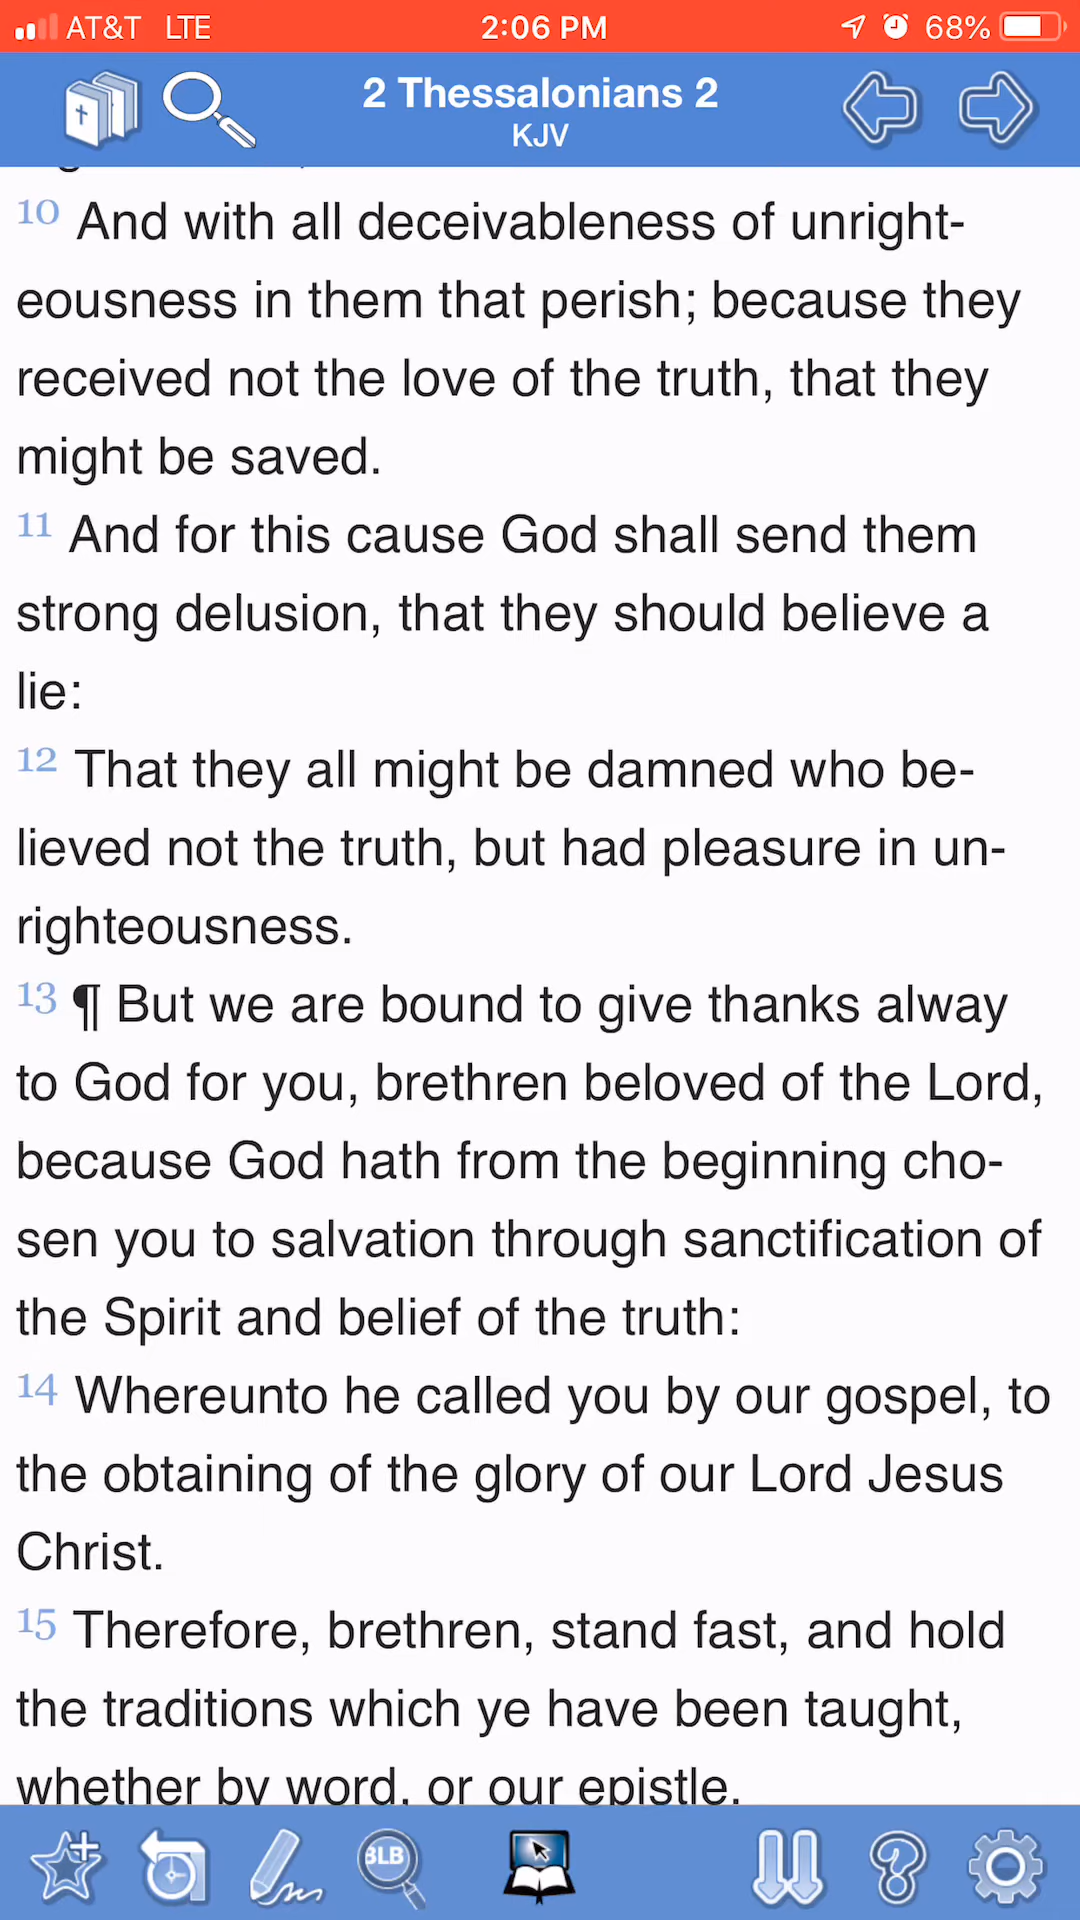 AT&T LTE 2:06 PM 68%
2 Thessalonians 2
KJV
10 And with all deceivableness of unright-
eousness in them that perish; because they
received not the love of the truth, that they
might be saved.
11 And for this cause God shall send them
strong delusion, that they should believe a
lie:
12 That they all might be damned who be-
lieved not the truth, but had pleasure in un-
righteousness.
13 ¶ But we are bound to give thanks alway
to God for you, brethren beloved of the Lord,
because God hath from the beginning cho-
sen you to salvation through sanctification of
the Spirit and belief of the truth:
14 Whereunto he called you by our gospel, to
the obtaining of the glory of our Lord Jesus
Christ.
15 Therefore, brethren, stand fast, and hold
the traditions which ye have been taught,
whether by word, or our epistle.
BLB